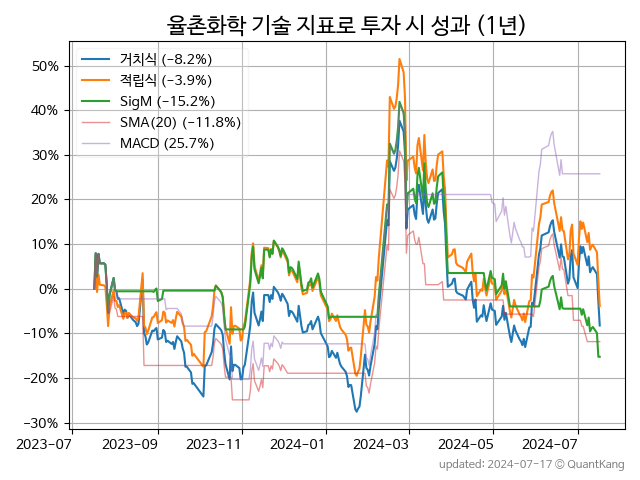 율촌화학 기술 지표로 투자 시 성과 (1년)
거치식 (−8.2%)
적립식 (−3.9%)
SigM (−15.2%)
SMA(20) (−11.8%)
MACD (25.7%)
50%
40%
30%
20%
10%
0%
−10%
−20%
−30%
2023-07 2023-09 2023-11 2024-01 2024-03 2024-05 2024-07
updated: 2024-07-17 © QuantKang